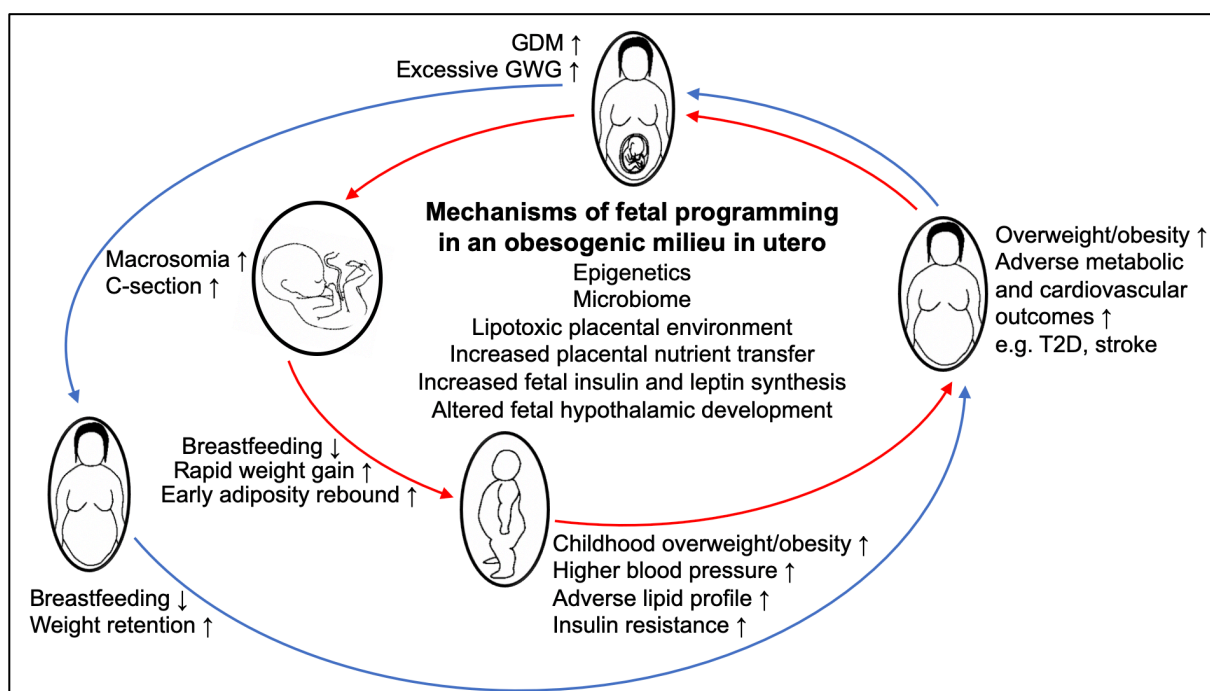 GDM ↑
Excessive GWG ↑
Mechanisms of fetal programming
in an obesogenic milieu in utero
Epigenetics
Microbiome
Lipotoxic placental environment
Increased placental nutrient transfer
Increased fetal insulin and leptin synthesis
Altered fetal hypothalamic development
Macrosomia ↑
C-section ↑
Overweight/obesity ↑
Adverse metabolic
and cardiovascular
outcomes ↑
e.g. T2D, stroke
Breastfeeding ↓
Rapid weight gain ↑
Early adiposity rebound ↑
Childhood overweight/obesity ↑
Higher blood pressure ↑
Adverse lipid profile ↑
Insulin resistance ↑
Breastfeeding ↓
Weight retention ↑